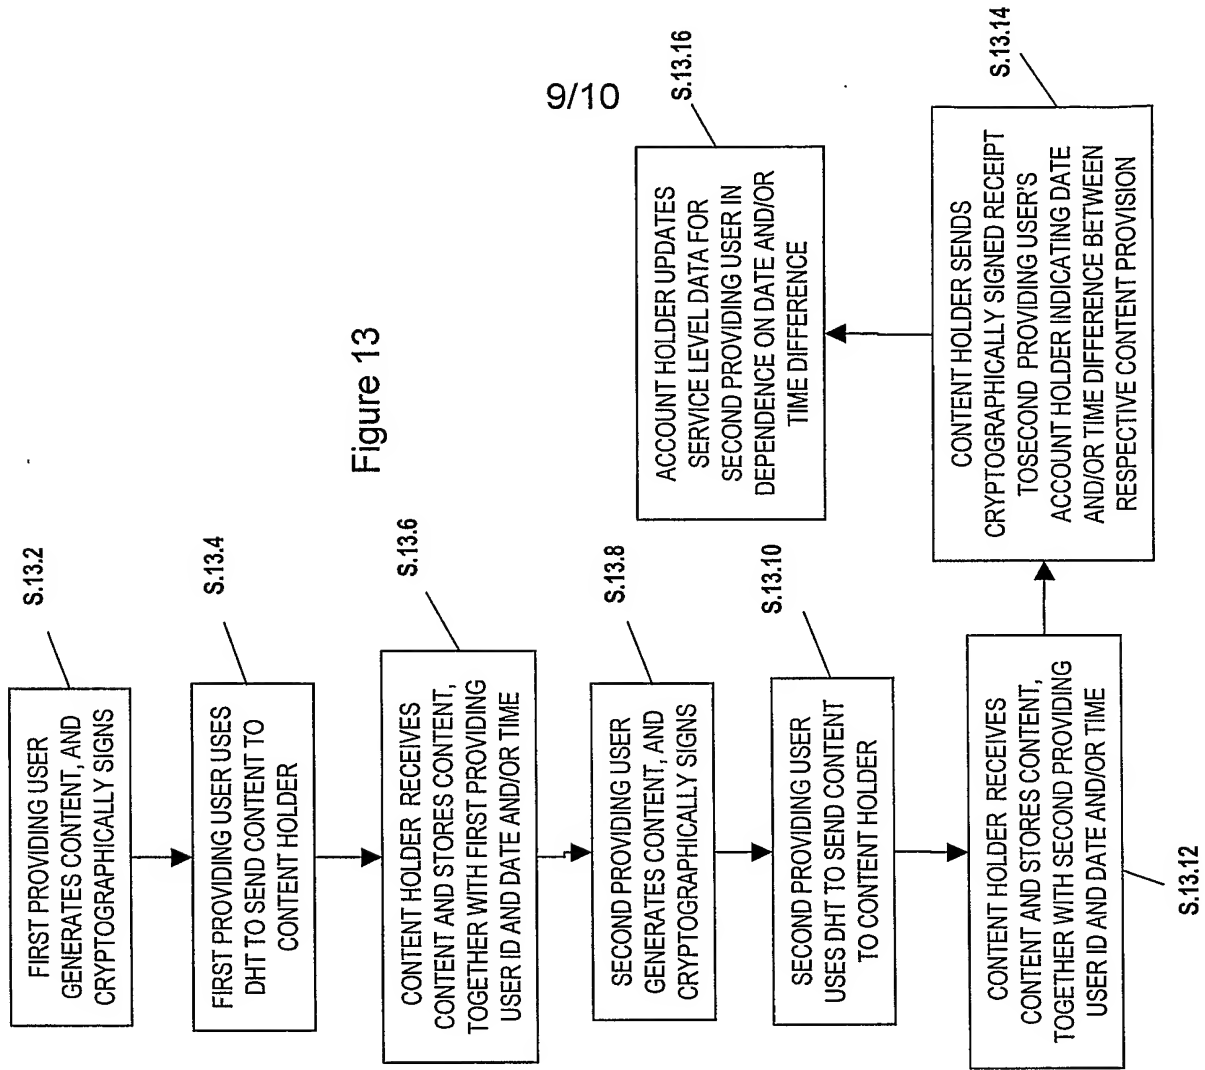 9/10
Figure 13
S.13.2
FIRST PROVIDING USER
GENERATES CONTENT, AND
CRYPTOGRAPHICALLY SIGNS
S.13.4
FIRST PROVIDING USER USES
DHT TO SEND CONTENT TO
CONTENT HOLDER
S.13.6
CONTENT HOLDER RECEIVES
CONTENT AND STORES CONTENT,
TOGETHER WITH FIRST PROVIDING
USER ID AND DATE AND/OR TIME
S.13.8
SECOND PROVIDING USER
GENERATES CONTENT, AND
CRYPTOGRAPHICALLY SIGNS
S.13.10
SECOND PROVIDING USER
USES DHT TO SEND CONTENT
TO CONTENT HOLDER
CONTENT HOLDER RECEIVES
CONTENT AND STORES CONTENT,
TOGETHER WITH SECOND PROVIDING
USER ID AND DATE AND/OR TIME
S.13.12
S.13.14
CONTENT HOLDER SENDS
CRYPTOGRAPHICALLY SIGNED RECEIPT
TOSECOND PROVIDING USER'S
ACCOUNT HOLDER INDICATING DATE
AND/OR TIME DIFFERENCE BETWEEN
RESPECTIVE CONTENT PROVISION
S.13.16
ACCOUNT HOLDER UPDATES
SERVICE LEVEL DATA FOR
SECOND PROVIDING USER IN
DEPENDENCE ON DATE AND/OR
TIME DIFFERENCE